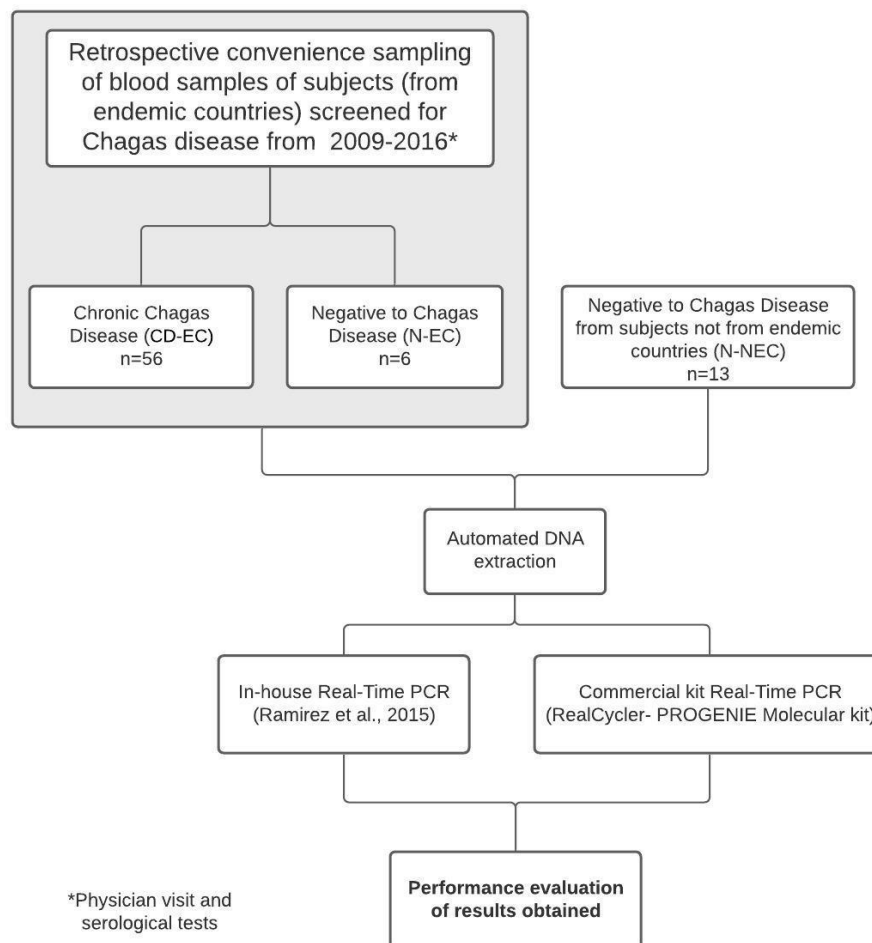 Retrospective convenience sampling
of blood samples of subjects (from
endemic countries) screened for
Chagas disease from 2009-2016*
Chronic Chagas
Disease (CD-EC)
n=56
Negative to Chagas
Disease (N-EC)
n=6
Negative to Chagas Disease
from subjects not from endemic
countries (N-NEC)
n=13
Automated DNA
extraction
In-house Real-Time PCR
(Ramirez et al., 2015)
Commercial kit Real-Time PCR
(RealCycler- PROGENIE Molecular kit)
Performance evaluation
of results obtained
*Physician visit and
serological tests